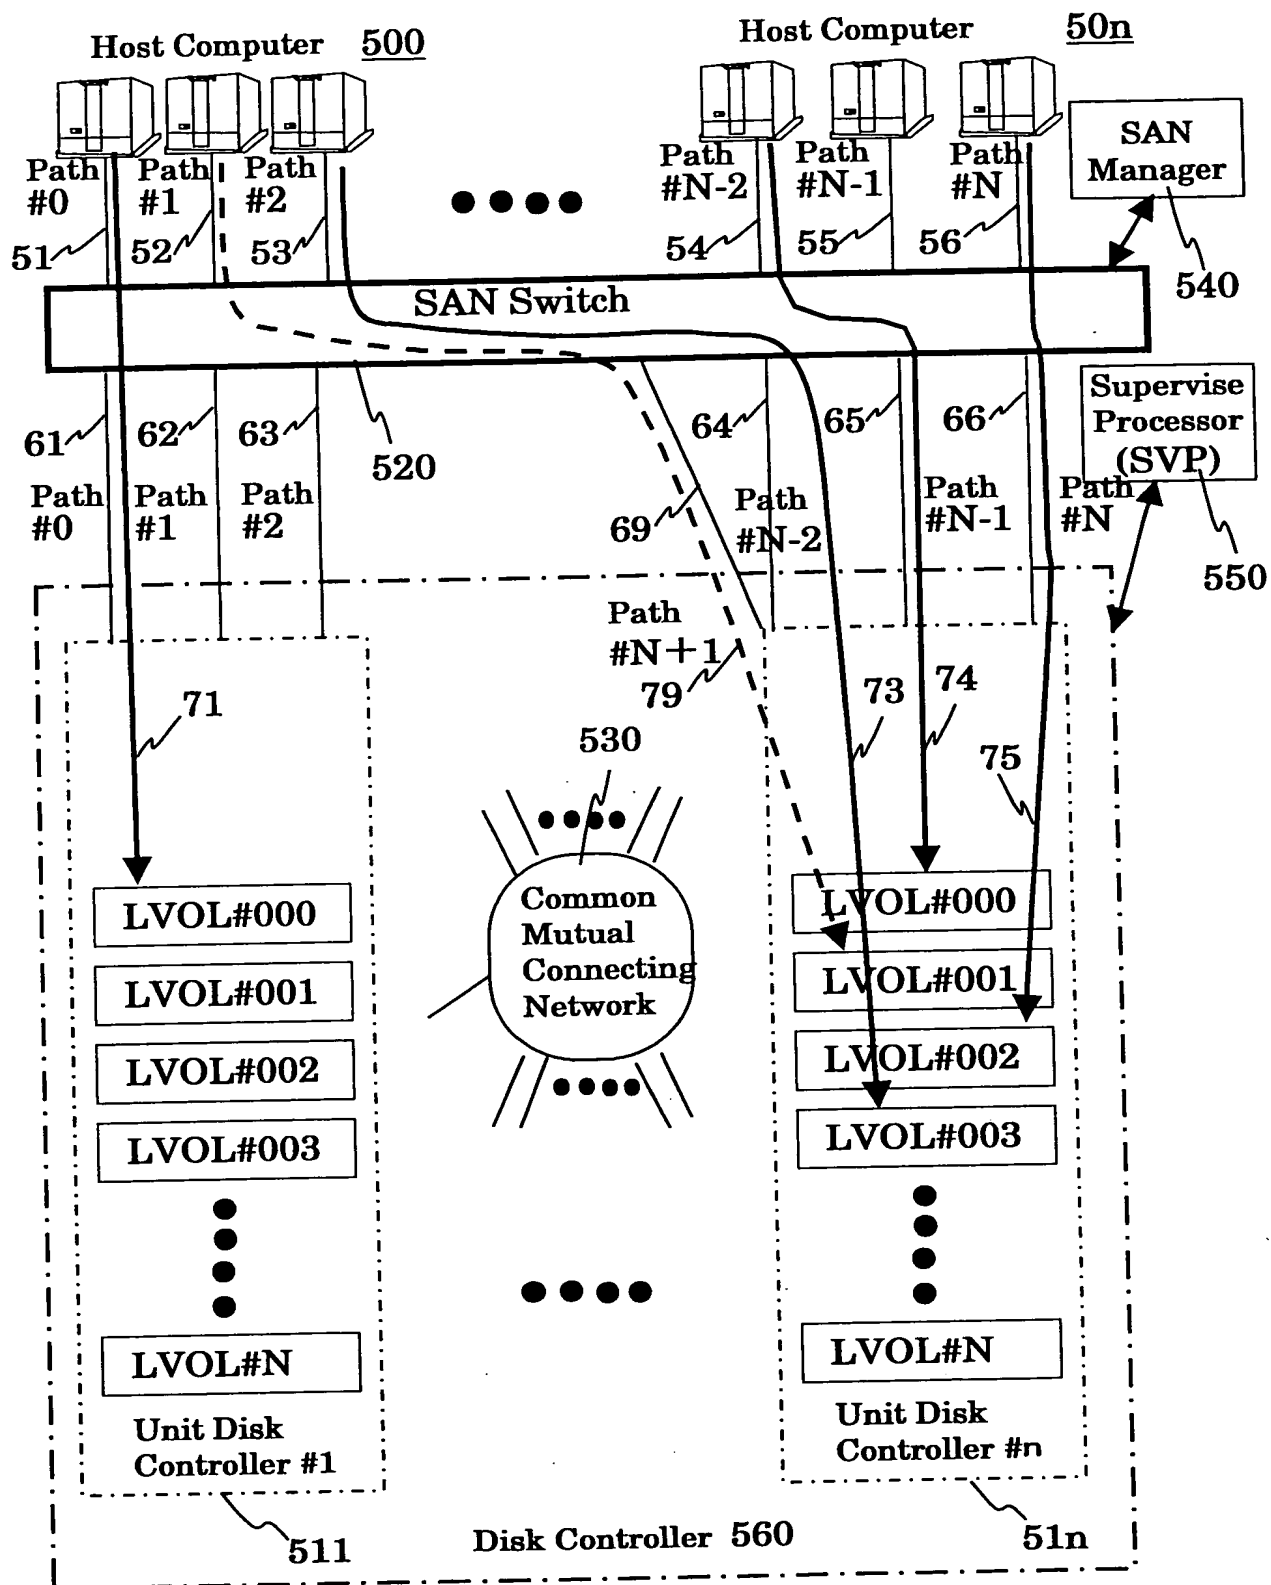 Host Computer 500
Host Computer 50n
SAN
Manager
Path
#0
Path
#1
Path
#2
Path
#N-2
Path
#N-1
Path
#N
51
52
53
54
55
56
540
SAN Switch
Supervise
Processor
(SVP)
61
62
63
520
64
65
66
69
Path
#0
Path
#1
Path
#2
Path
#N-2
Path
#N-1
Path
#N
550
Path
#N+1
79
71
73
74
75
530
Common
Mutual
Connecting
Network
LVOL#000
LVOL#001
LVOL#002
LVOL#003
LVOL#N
Unit Disk
Controller #1
LVOL#000
LVOL#001
LVOL#002
LVOL#003
LVOL#N
Unit Disk
Controller #n
511
Disk Controller 560
51n